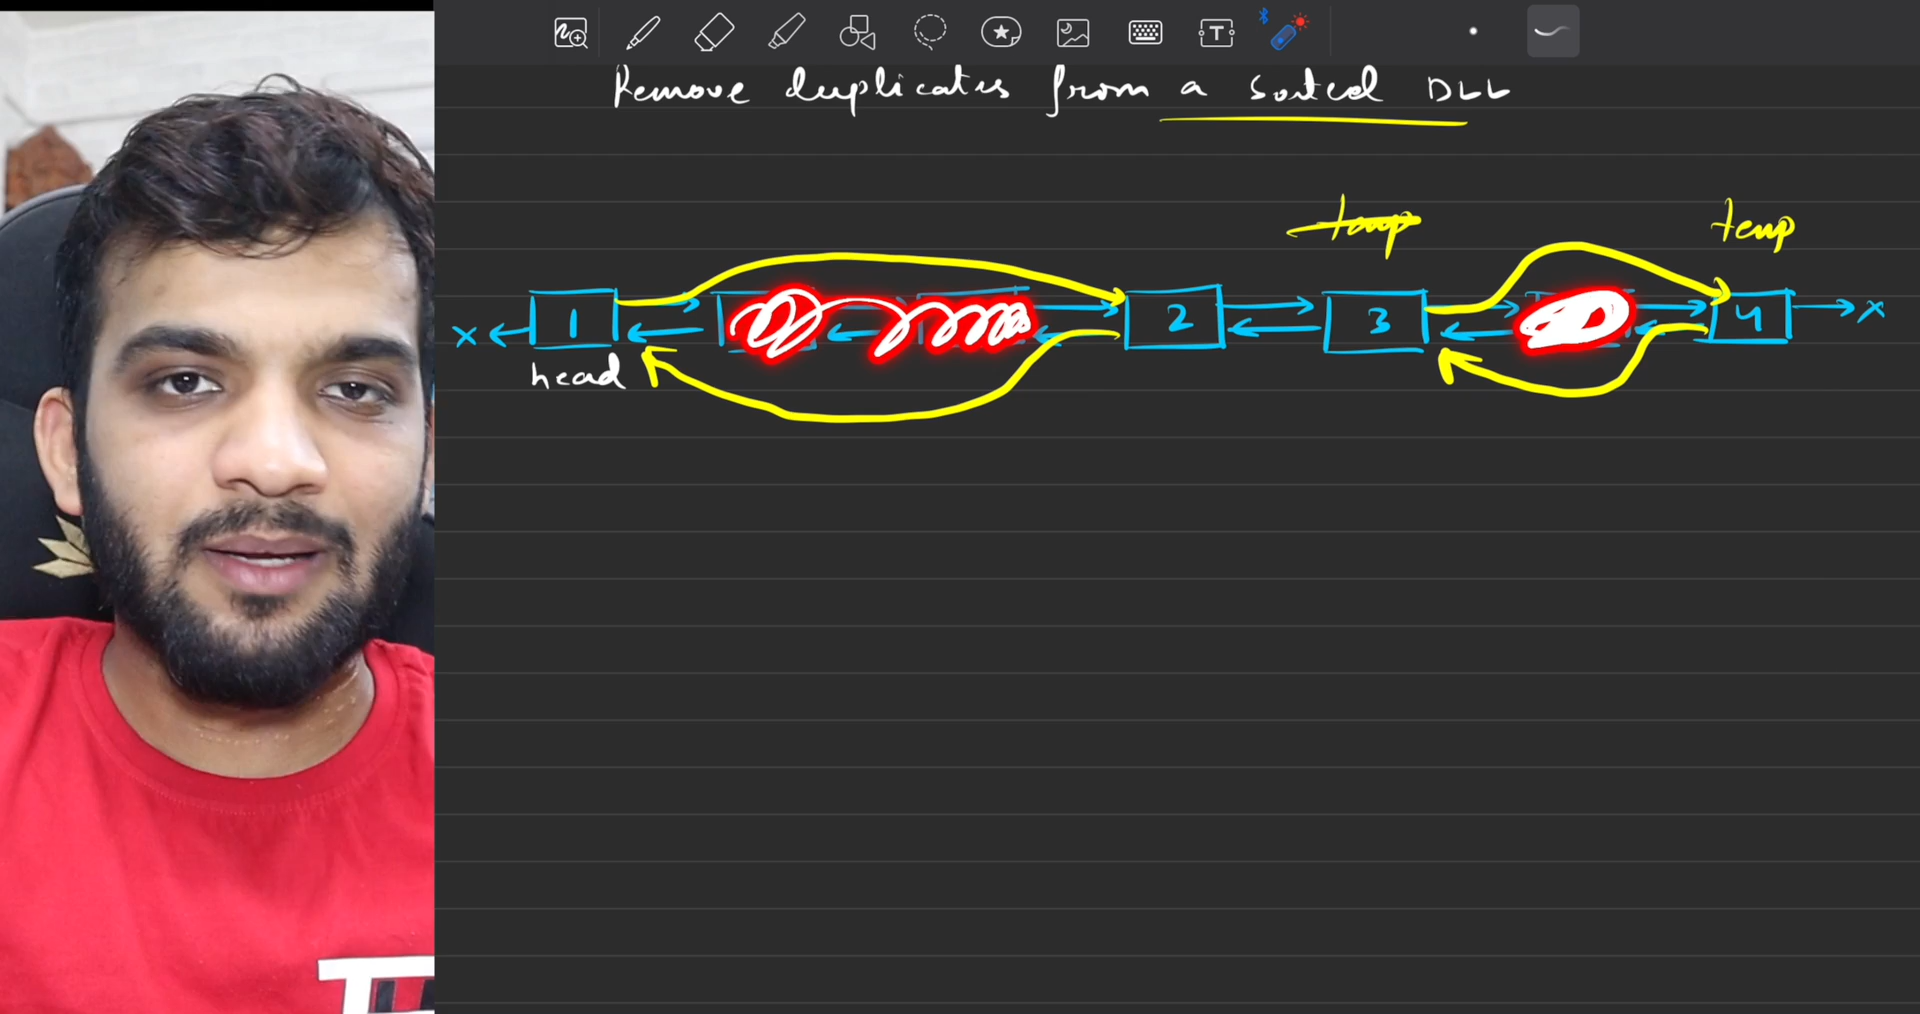 Remove duplicates from a sorted DLL
temp temp
x 1 2 3 4 x
head